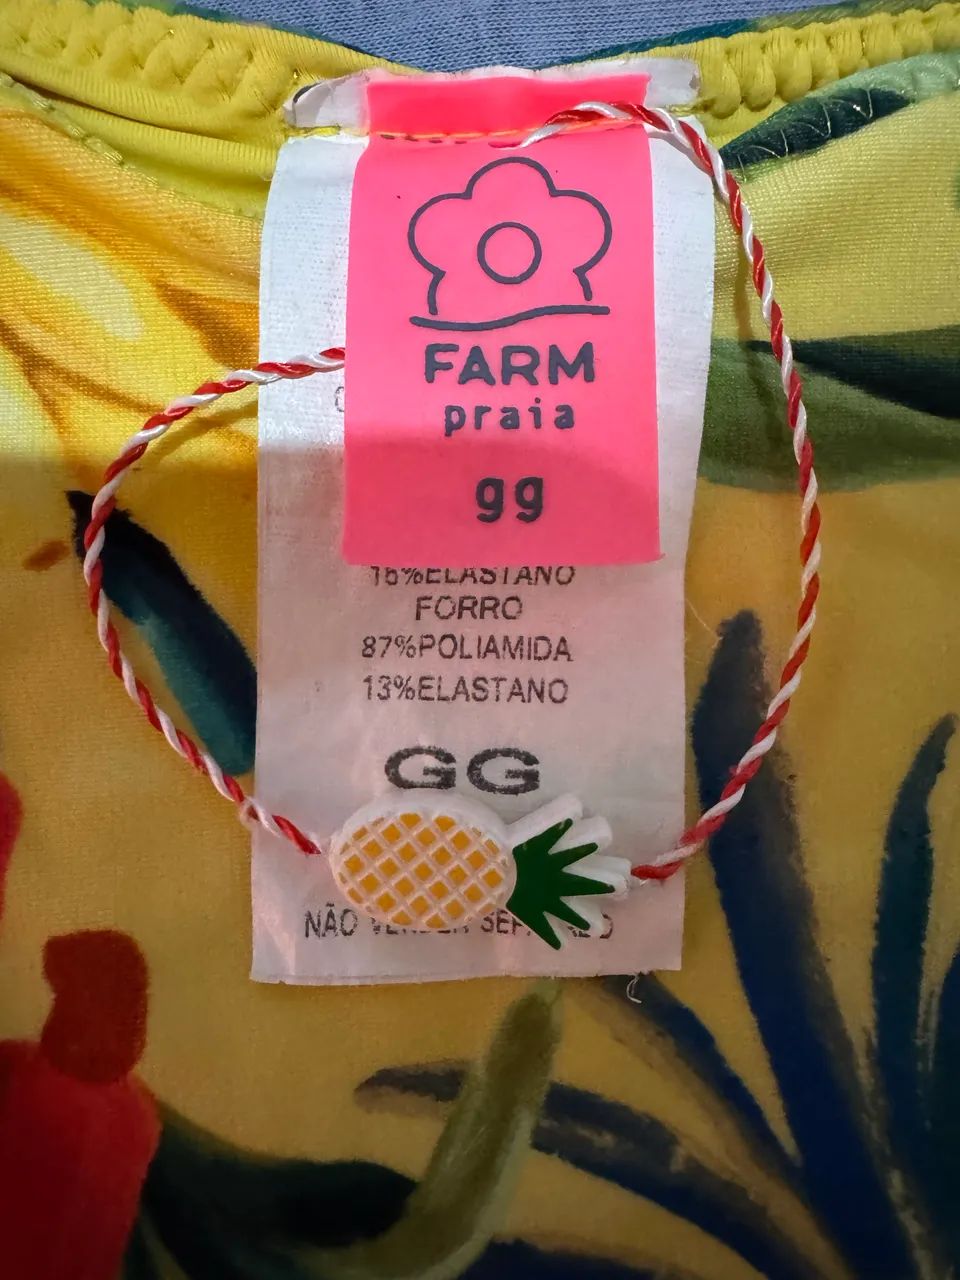 FARM
praia
gg
16%ELASTANO
FORRO
87%POLIAMIDA
13%ELASTANO
GG
NÃO